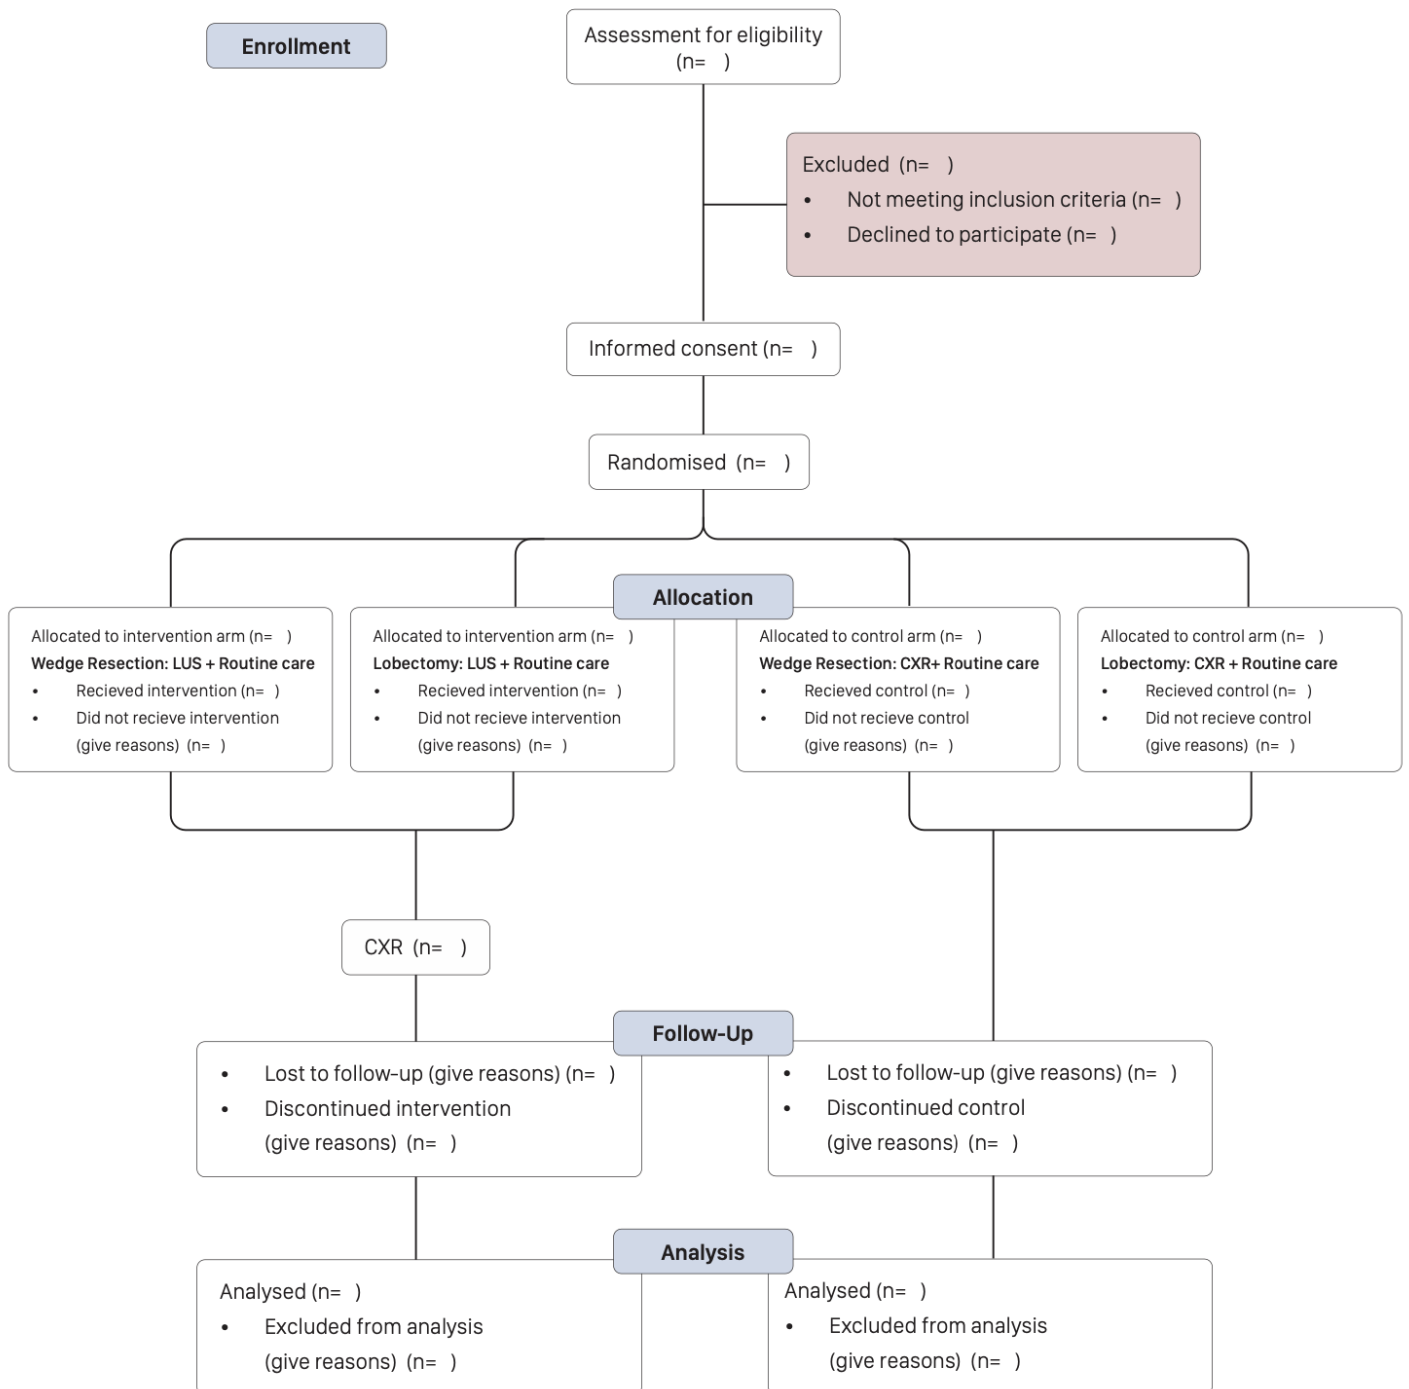 Enrollment
Assessment for eligibility
(n=   )
Excluded  (n=   )
•   Not meeting inclusion criteria (n=  )
•   Declined to participate (n=  )
Informed consent (n=   )
Randomised  (n=   )
Allocation
Allocated to intervention arm (n=   )
Wedge Resection: LUS + Routine care
•   Recieved intervention (n=  )
•   Did not recieve intervention
(give reasons)  (n=  )
Allocated to intervention arm (n=   )
Lobectomy: LUS + Routine care
•   Recieved intervention (n=  )
•   Did not recieve intervention
(give reasons)  (n=  )
Allocated to control arm (n=   )
Wedge Resection: CXR+ Routine care
•   Recieved control (n=  )
•   Did not recieve control
(give reasons)  (n=  )
Allocated to control arm (n=   )
Lobectomy: CXR + Routine care
•   Recieved control (n=  )
•   Did not recieve control
(give reasons)  (n=  )
CXR  (n=   )
Follow-Up
•   Lost to follow-up (give reasons) (n=  )
•   Discontinued intervention
(give reasons)  (n=  )
•   Lost to follow-up (give reasons) (n=  )
•   Discontinued control
(give reasons)  (n=  )
Analysis
Analysed (n=  )
•   Excluded from analysis
(give reasons)  (n=  )
Analysed (n=  )
•   Excluded from analysis
(give reasons)  (n=  )